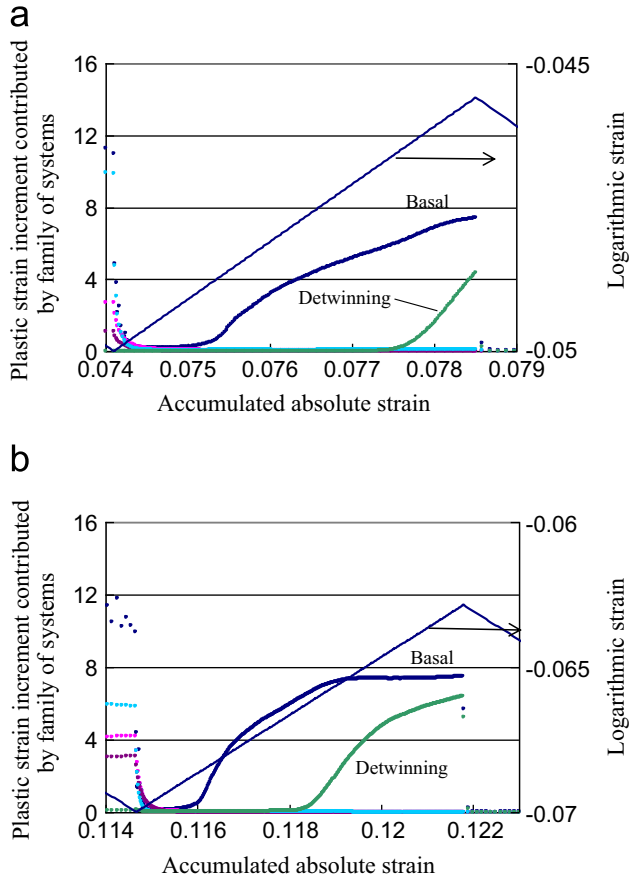 a
Plastic strain increment contributed
by family of systems
16
12
8
4
0
-0.045
-0.05
Logarithmic strain
Basal
Detwinning
0.074
0.075
0.076
0.077
0.078
0.079
Accumulated absolute strain
b
Plastic strain increment contributed
by family of systems
16
12
8
4
0
-0.06
-0.065
-0.07
Logarithmic strain
Basal
Detwinning
0.114
0.116
0.118
0.12
0.122
Accumulated absolute strain